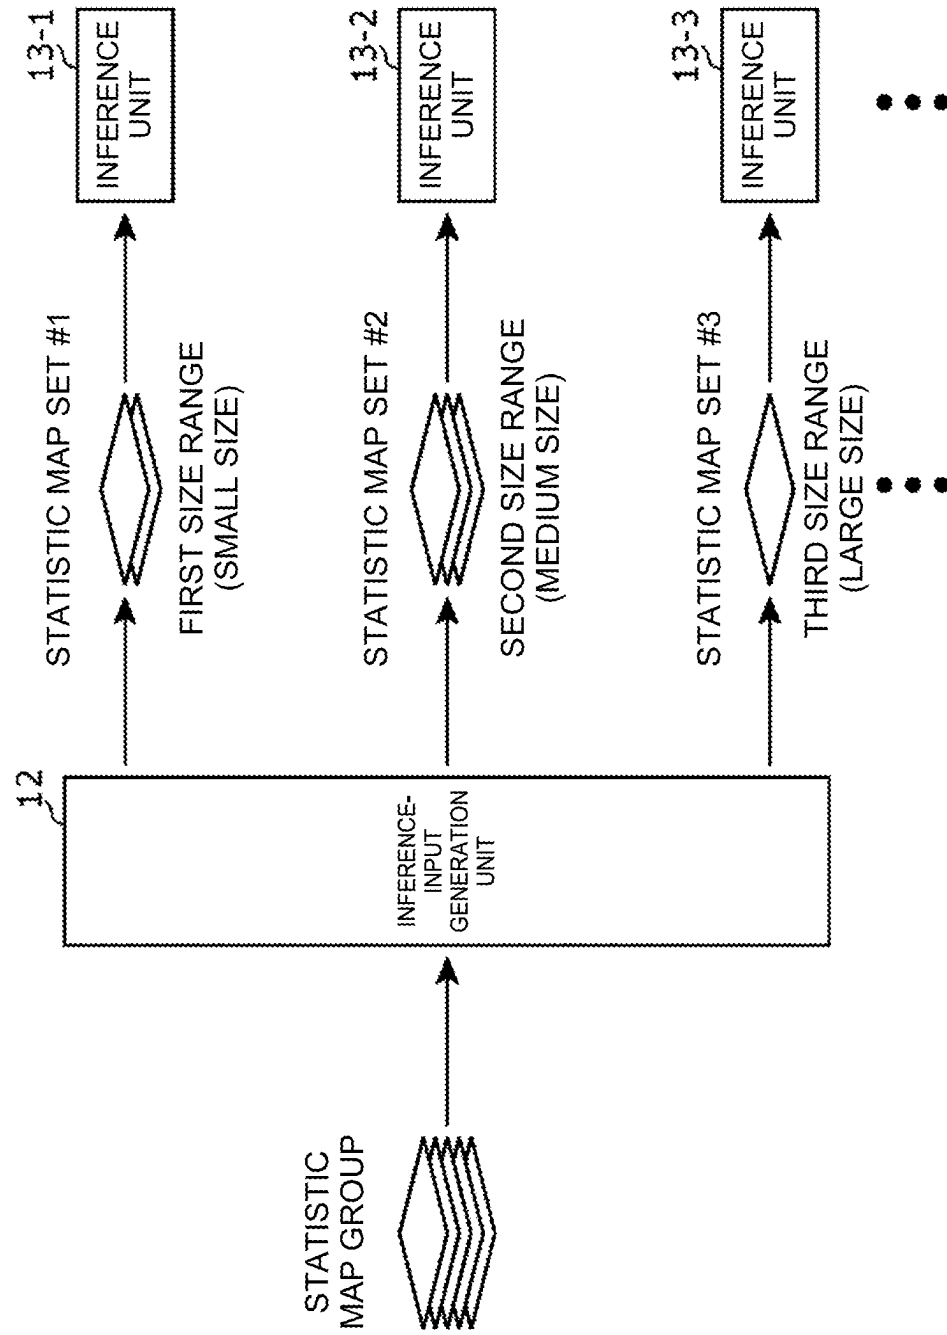 STATISTIC
MAP GROUP
12
INFERENCE-
INPUT
GENERATION
UNIT
STATISTIC MAP SET #1
FIRST SIZE RANGE
(SMALL SIZE)
13-1
INFERENCE
UNIT
STATISTIC MAP SET #2
SECOND SIZE RANGE
(MEDIUM SIZE)
13-2
INFERENCE
UNIT
STATISTIC MAP SET #3
THIRD SIZE RANGE
(LARGE SIZE)
13-3
INFERENCE
UNIT